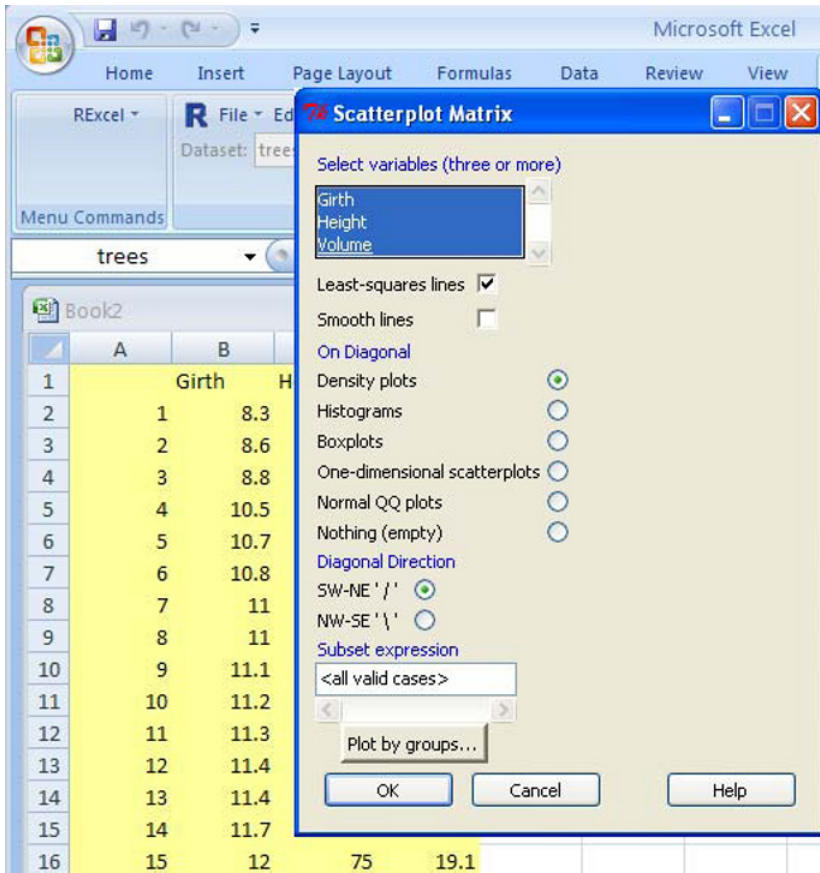 Microsoft Excel
Home Insert Page Layout Formulas Data Review View
RExcel R File Ed
Dataset: trees
Menu Commands
trees
Book2
A B
1 Girth H
2 1 8.3
3 2 8.6
4 3 8.8
5 4 10.5
6 5 10.7
7 6 10.8
8 7 11
9 8 11
10 9 11.1
11 10 11.2
12 11 11.3
13 12 11.4
14 13 11.4
15 14 11.7
16 15 12 75 19.1
Scatterplot Matrix
Select variables (three or more)
Girth
Height
Volume
Least-squares lines
Smooth lines
On Diagonal
Density plots
Histograms
Boxplots
One-dimensional scatterplots
Normal QQ plots
Nothing (empty)
Diagonal Direction
SW-NE '/'
NW-SE '\'
Subset expression
<all valid cases>
Plot by groups...
OK Cancel Help